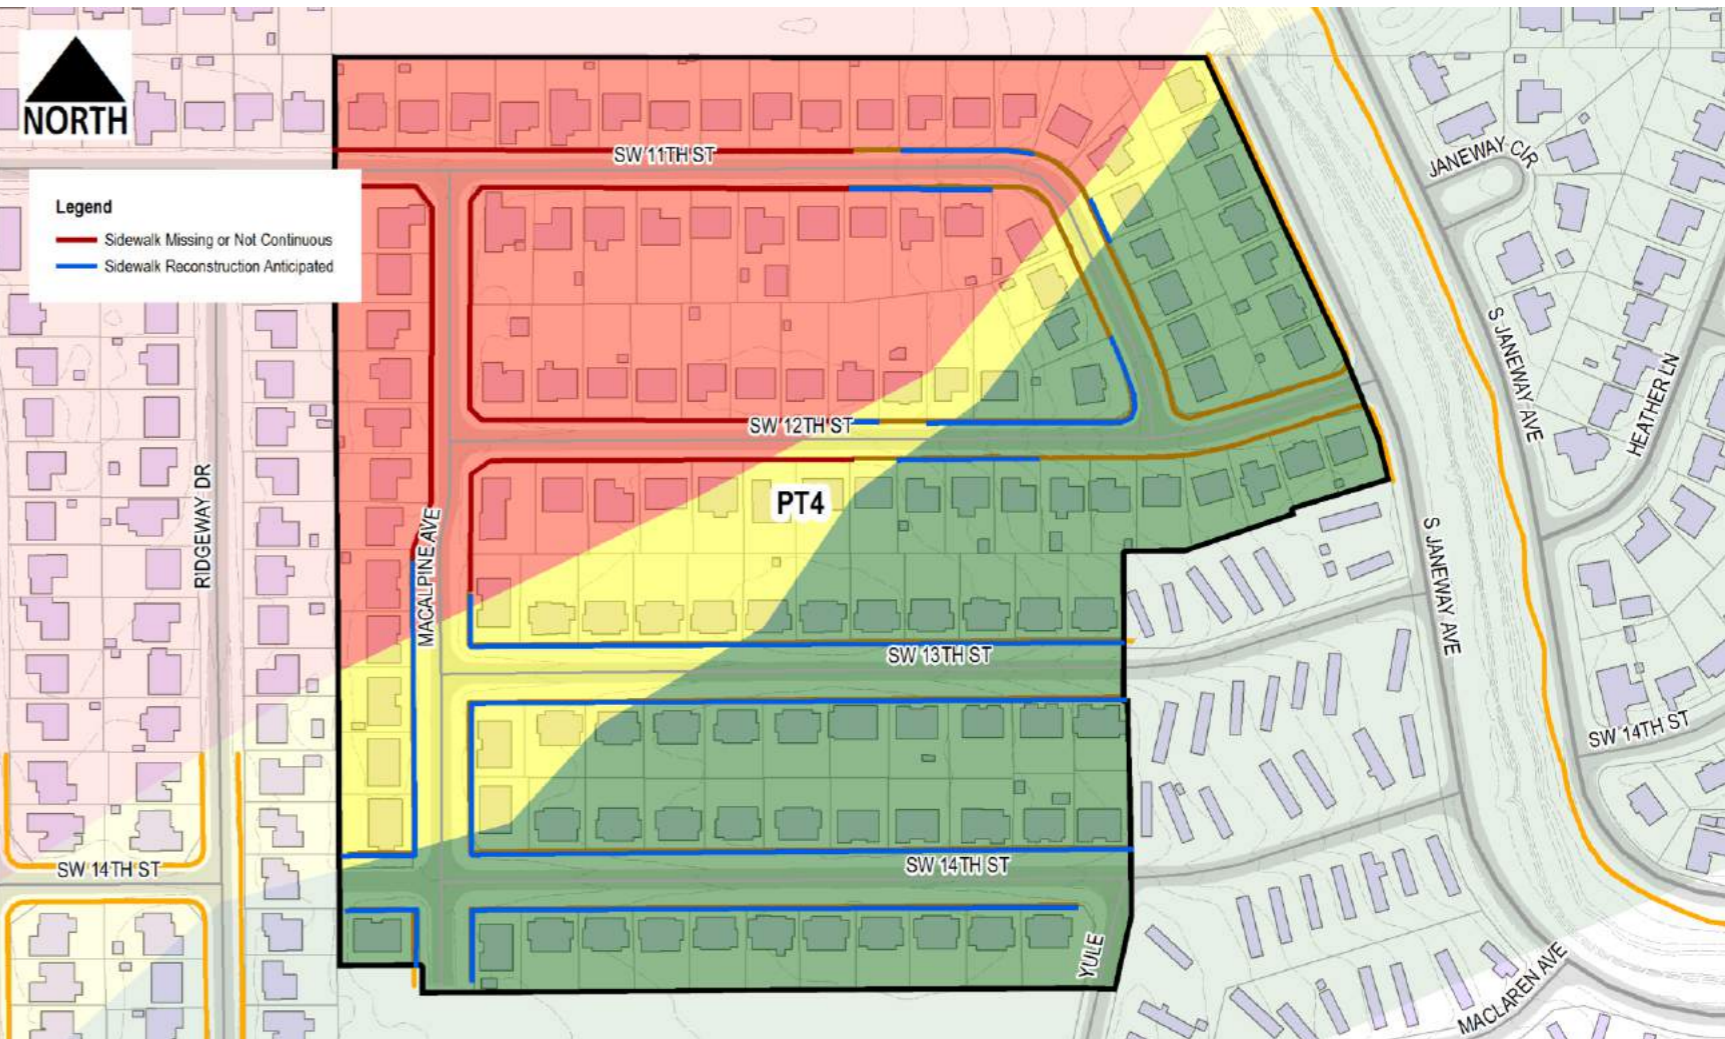 NORTH
SW 11TH ST
JANEWAY CIR
Legend
Sidewalk Missing or Not Continuous
Sidewalk Reconstruction Anticipated
S JANEWAY AVE
HEATHER LN
SW 12TH ST
RIDGEWAY DR
PT4
MACALPINE AVE
S JANEWAY AVE
SW 13TH ST
SW 14TH ST
SW 14TH ST
SW 14TH ST
YULE
MACLAREN AVE